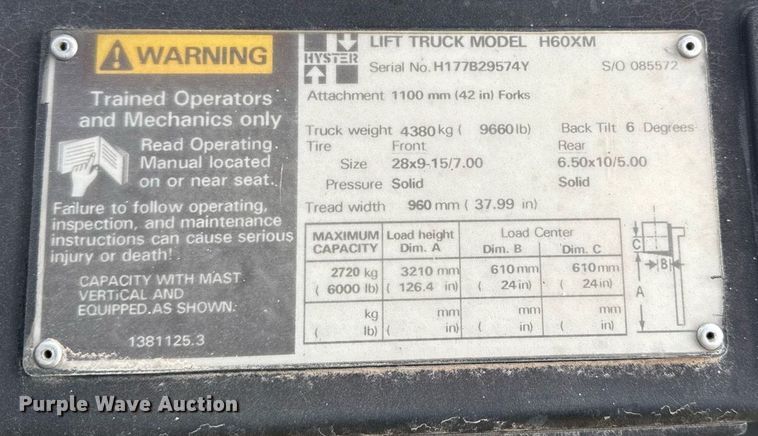 WARNING
Trained Operators
and Mechanics only
Read Operating
Manual located
on or near seat.
Failure to follow operating,
inspection, and maintenance
instructions can cause serious
injury or death!
CAPACITY WITH MAST
VERTICAL AND
EQUIPPED AS SHOWN.
1381125.3
HYSTER
LIFT TRUCK MODEL H60XM
Serial No. H177B29574Y S/O 085572
Attachment 1100 mm (42 in) Forks
Truck weight 4380 kg ( 9660 lb) Back Tilt 6 Degrees
Tire Front Rear
Size 28x9-15/7.00 6.50x10/5.00
Pressure Solid Solid
Tread width 960 mm ( 37.99 in)
MAXIMUM CAPACITY Load height Dim. A Load Center Dim. B Dim. C
2720 kg 3210 mm 610 mm 610 mm
( 6000 lb) ( 126.4 in) ( 24 in) ( 24 in)
kg mm mm mm
( lb) ( in) ( in) ( in)
C
B
A
Purple Wave Auction